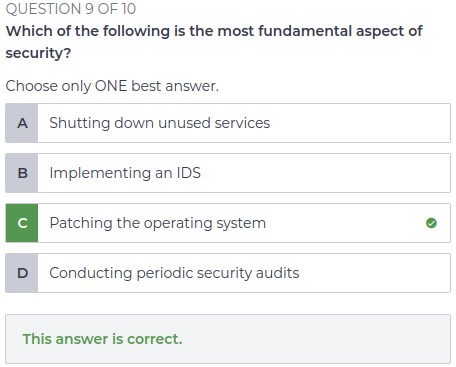 QUESTION 9 OF 10
Which of the following is the most fundamental aspect of
security?
Choose only ONE best answer.
A Shutting down unused services
B Implementing an IDS
C Patching the operating system
D Conducting periodic security audits
This answer is correct.